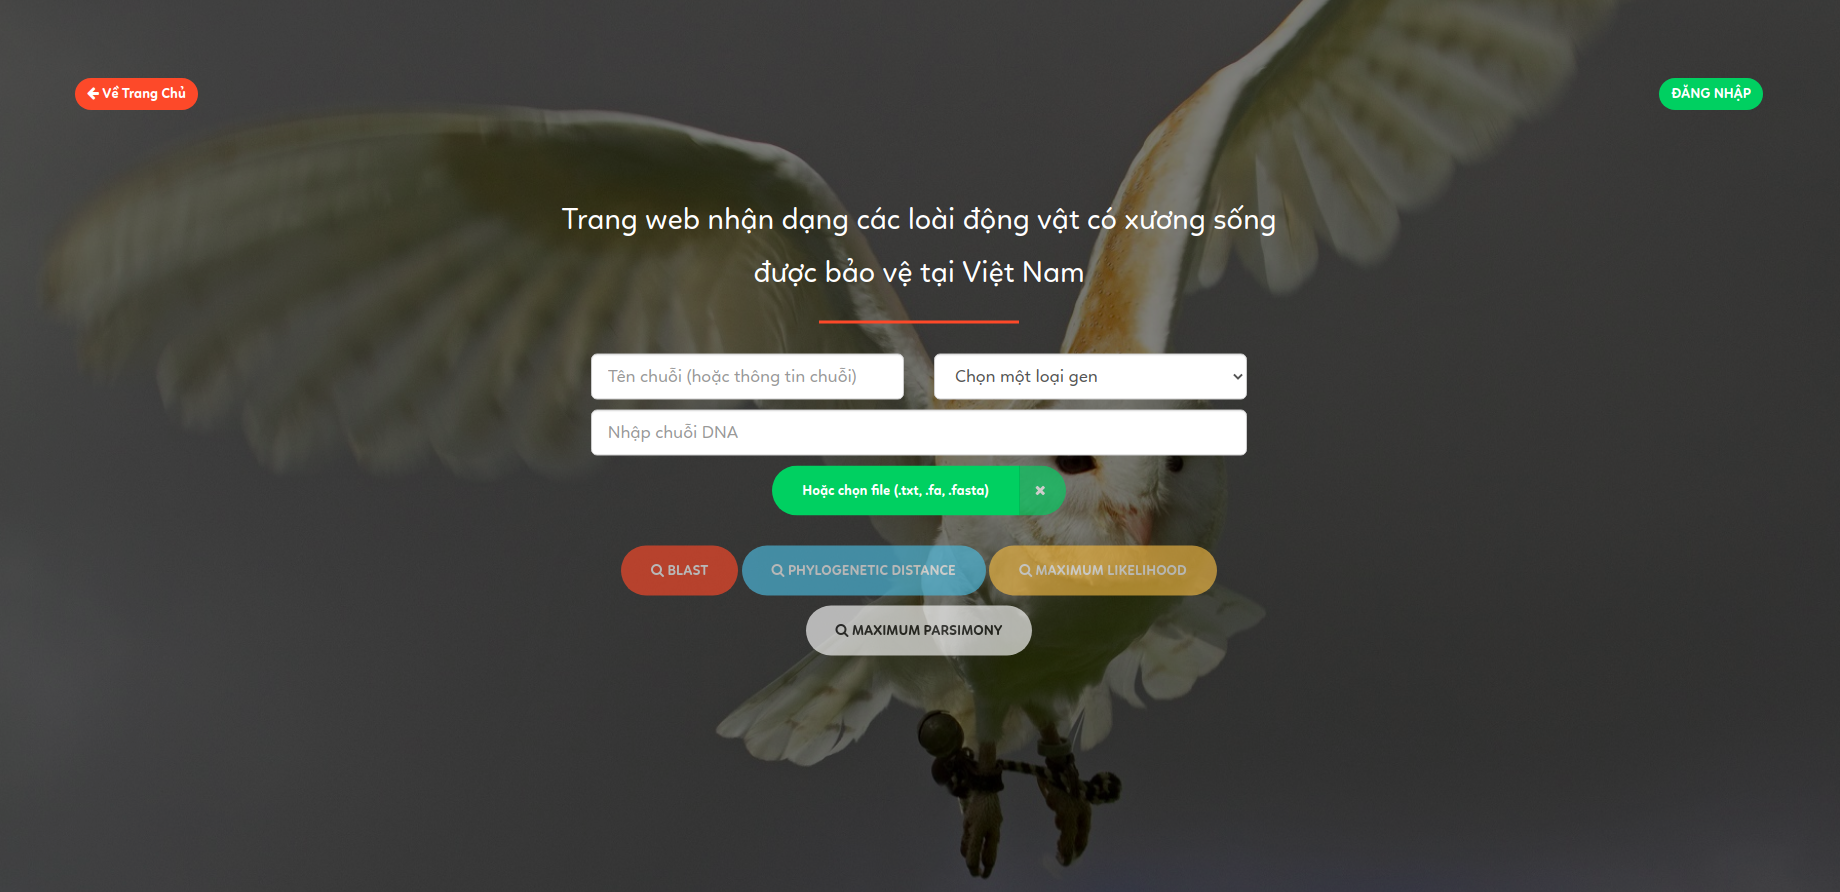 Về Trang Chủ
ĐĂNG NHẬP
Trang web nhận dạng các loài động vật có xương sống
được bảo vệ tại Việt Nam
Tên chuỗi (hoặc thông tin chuỗi)
Chọn một loại gen
Nhập chuỗi DNA
Hoặc chọn file (.txt, .fa, .fasta)
BLAST
PHYLOGENETIC DISTANCE
MAXIMUM LIKELIHOOD
MAXIMUM PARSIMONY